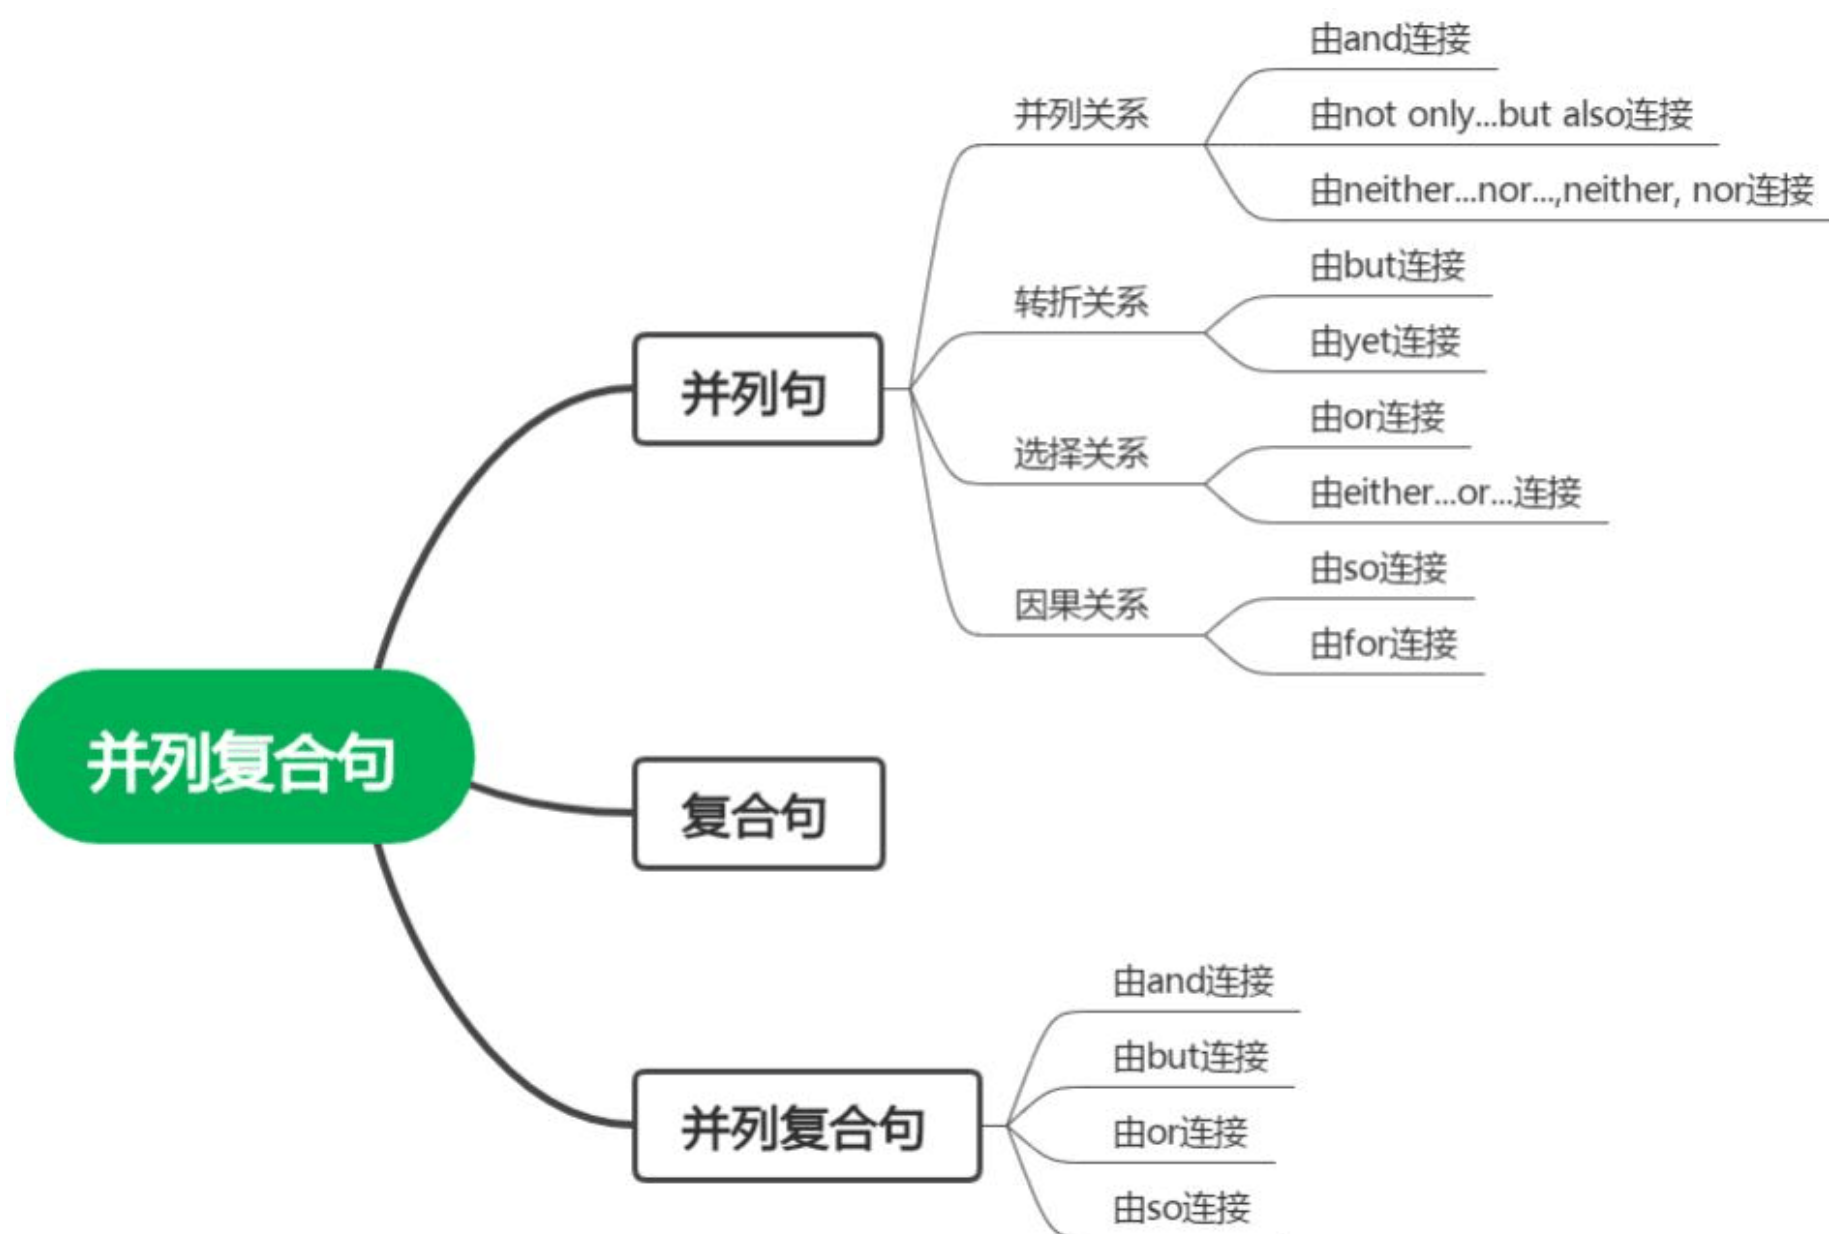 并列复合句
并列句
并列关系
由and连接
由not only...but also连接
由neither...nor...,neither, nor连接
转折关系
由but连接
由yet连接
选择关系
由or连接
由either...or...连接
因果关系
由so连接
由for连接
复合句
并列复合句
由and连接
由but连接
由or连接
由so连接